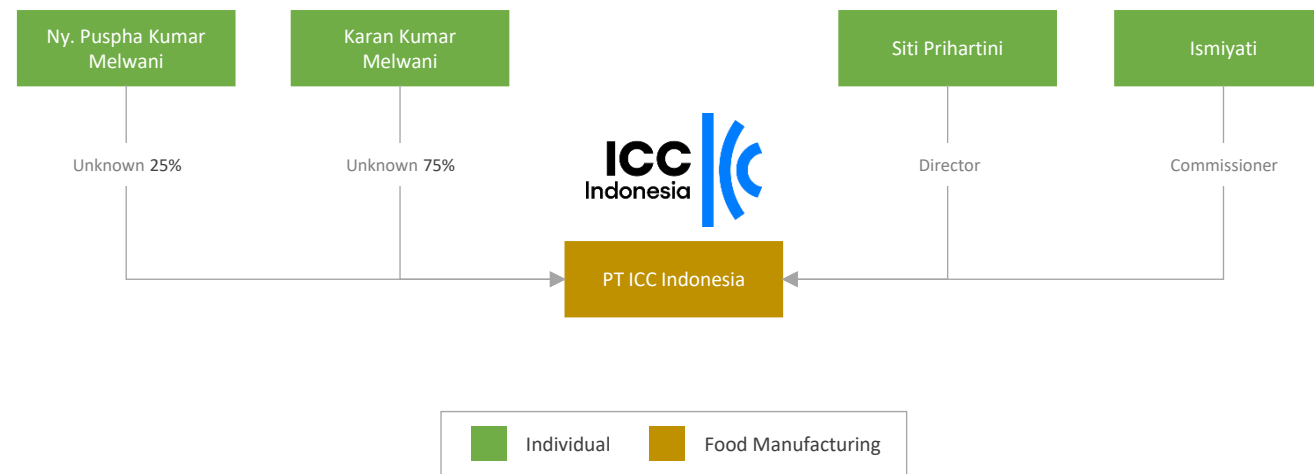 Ny. Puspha Kumar
Melwani
Karan Kumar
Melwani
Siti Prihartini
Ismiyati
Unknown 25%
Unknown 75%
Director
Commissioner
ICC
Indonesia
PT ICC Indonesia
Individual
Food Manufacturing